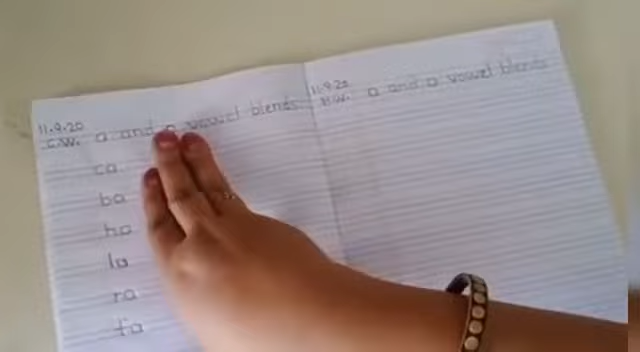 11.9.20
C.W. a and a vowel blends
ca
ba
ha
la
ra
fa
11.9.20
H.W. a and a vowel blends